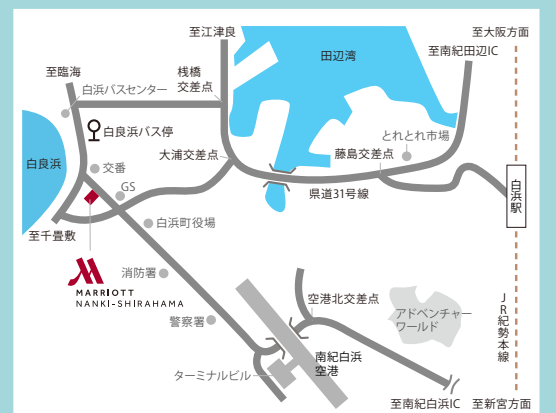 至江津良
至大阪方面
至南紀田辺IC
田辺湾
至臨海
桟橋
交差点
白浜バスセンター
白良浜バス停
とれとれ市場
大浦交差点
藤島交差点
白良浜
交番
GS
県道31号線
白浜駅
白浜町役場
至千畳敷
MARRIOTT
NANKI-SHIRAHAMA
消防署
空港北交差点
アドベンチャー
ワールド
JR紀勢本線
警察署
南紀白浜
空港
ターミナルビル
至南紀白浜IC
至新宮方面